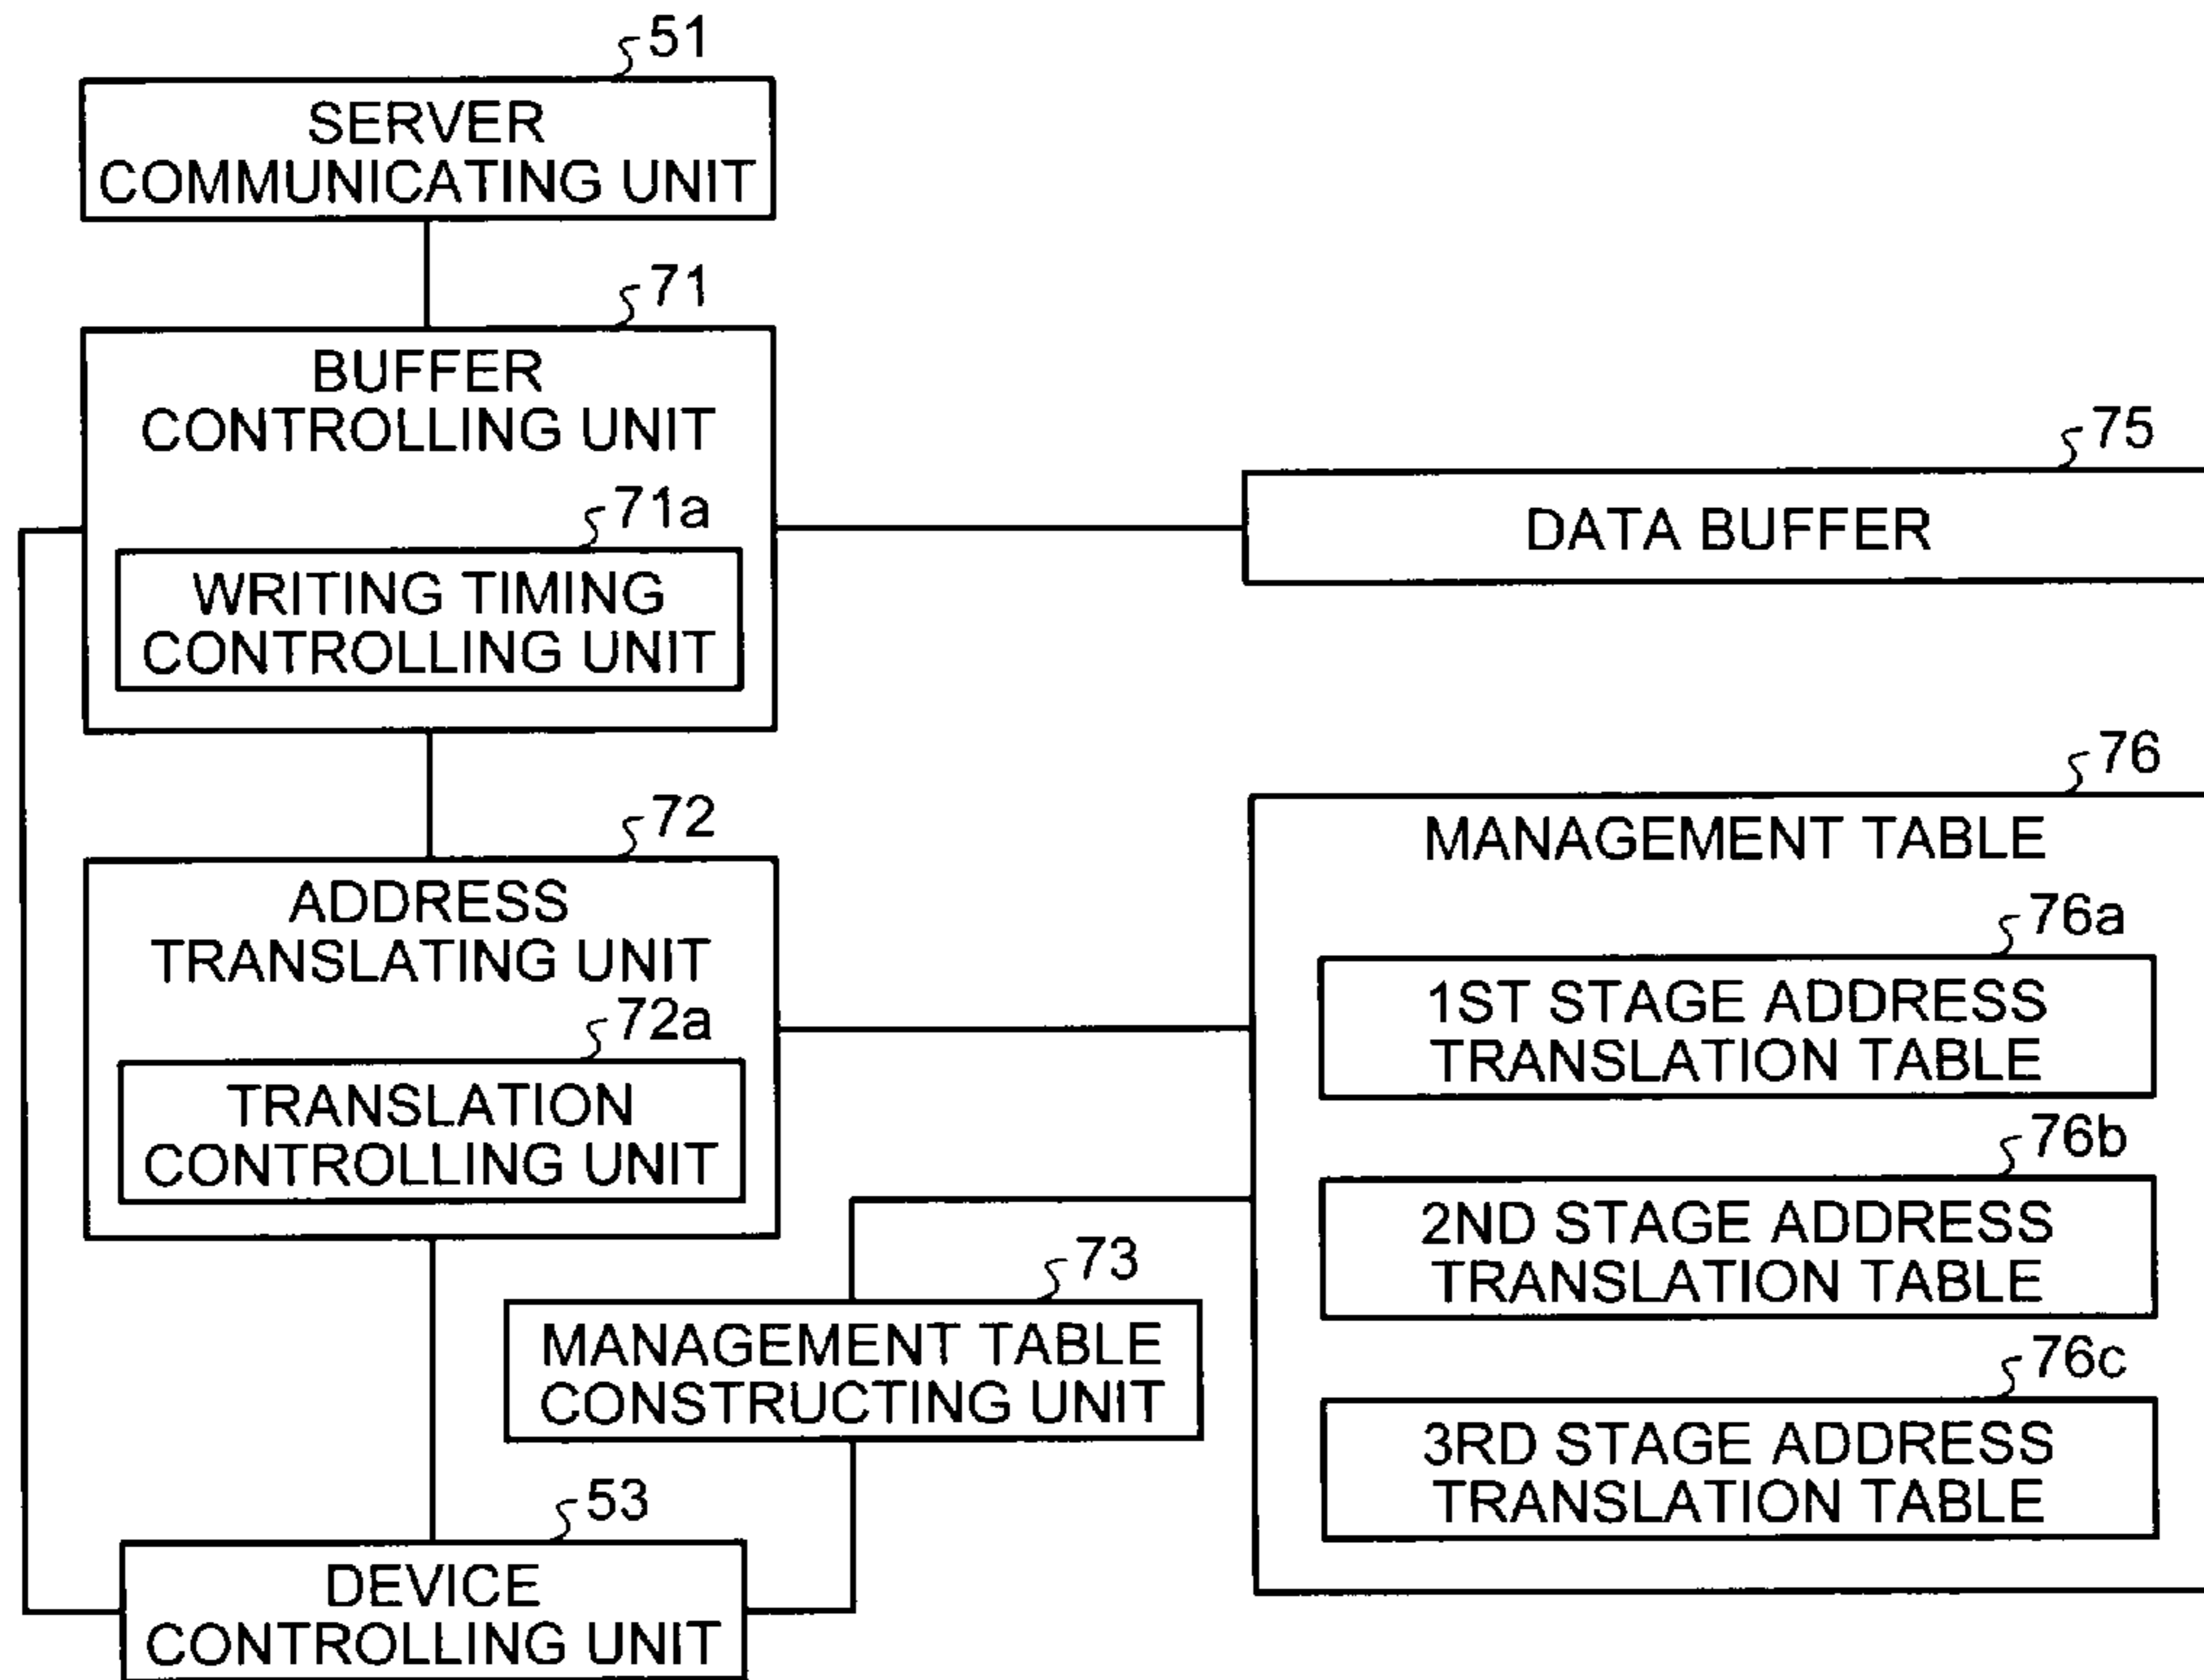 51
SERVER
COMMUNICATING UNIT
71
BUFFER
CONTROLLING UNIT
71a
WRITING TIMING
CONTROLLING UNIT
75
DATA BUFFER
72
ADDRESS
TRANSLATING UNIT
72a
TRANSLATION
CONTROLLING UNIT
76
MANAGEMENT TABLE
76a
1ST STAGE ADDRESS
TRANSLATION TABLE
76b
2ND STAGE ADDRESS
TRANSLATION TABLE
76c
3RD STAGE ADDRESS
TRANSLATION TABLE
73
MANAGEMENT TABLE
CONSTRUCTING UNIT
53
DEVICE
CONTROLLING UNIT